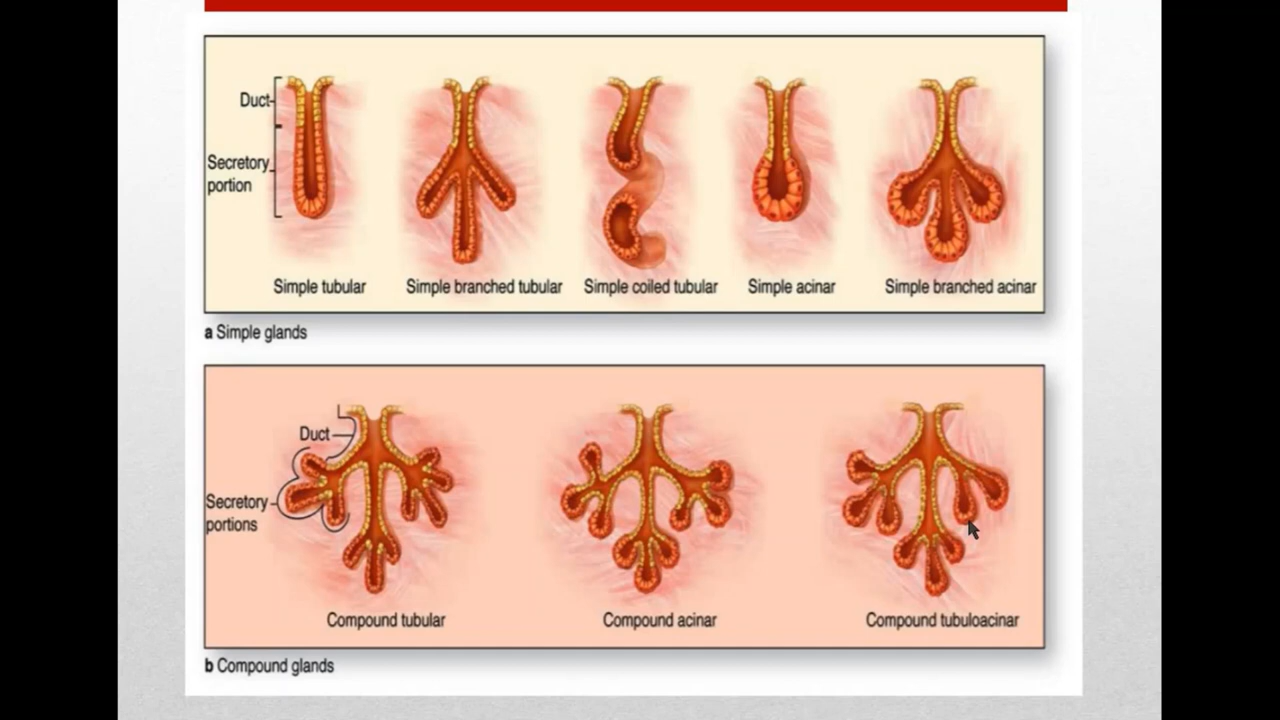 Duct
Secretory
portion
Simple tubular
Simple branched tubular
Simple coiled tubular
Simple acinar
Simple branched acinar
a Simple glands
Duct
Secretory
portions
Compound tubular
Compound acinar
Compound tubuloacinar
b Compound glands